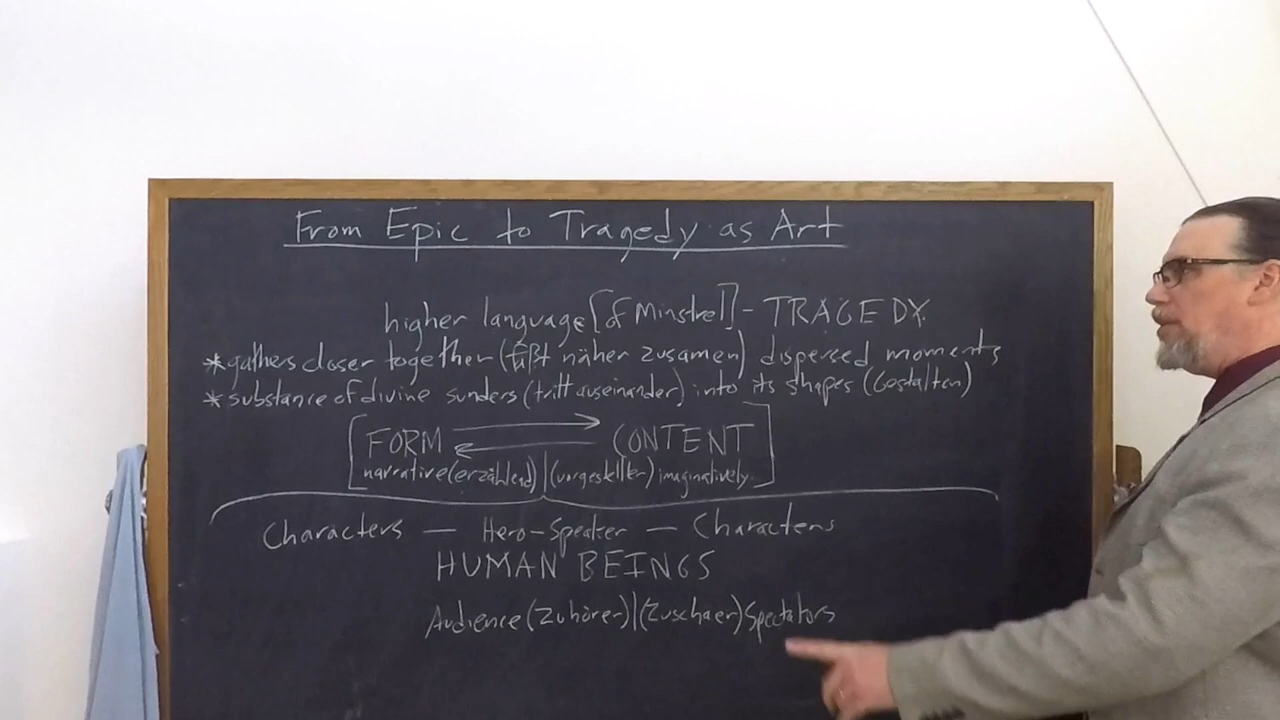 From Epic to Tragedy as Art
higher language [of Minstrel] - TRAGEDY.
* gathers closer together (faßt näher zusamen) dispersed moments
* substance of divine sunders (tritt auseinander) into its shapes (Gestalten)
[FORM CONTENT]
narrative (erzählend) | (vorgestellter) imaginatively
Characters — Hero-Speaker — Characters
HUMAN BEINGS
Audience (Zuhörer) | (Zuschaer) Spectators